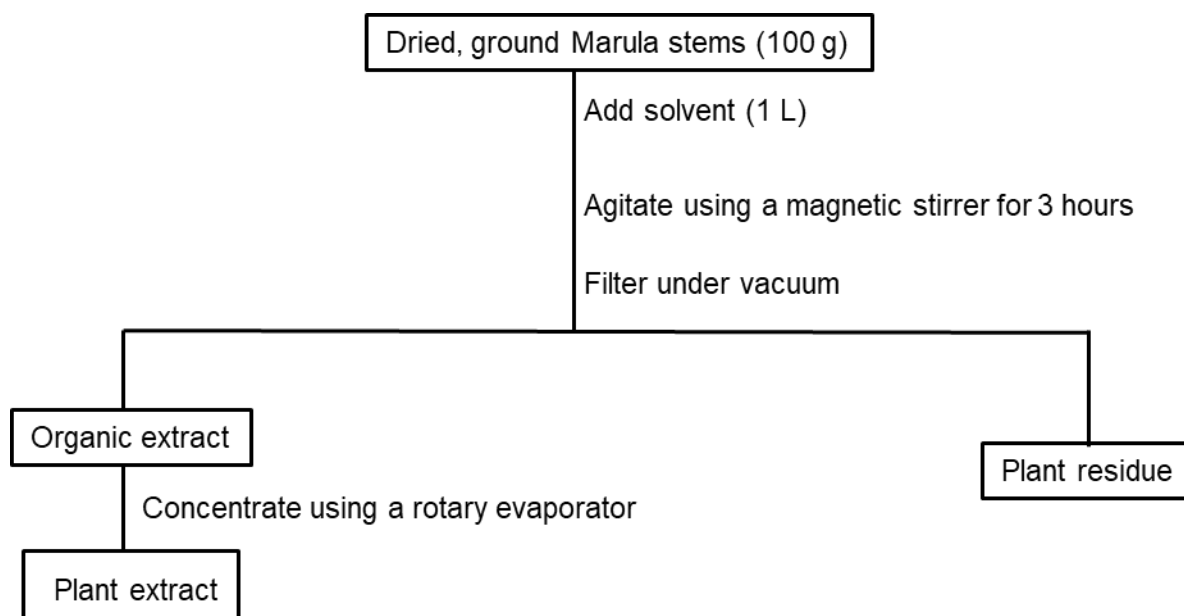 Dried, ground Marula stems (100 g)
Add solvent (1 L)
Agitate using a magnetic stirrer for 3 hours
Filter under vacuum
Organic extract
Plant residue
Concentrate using a rotary evaporator
Plant extract